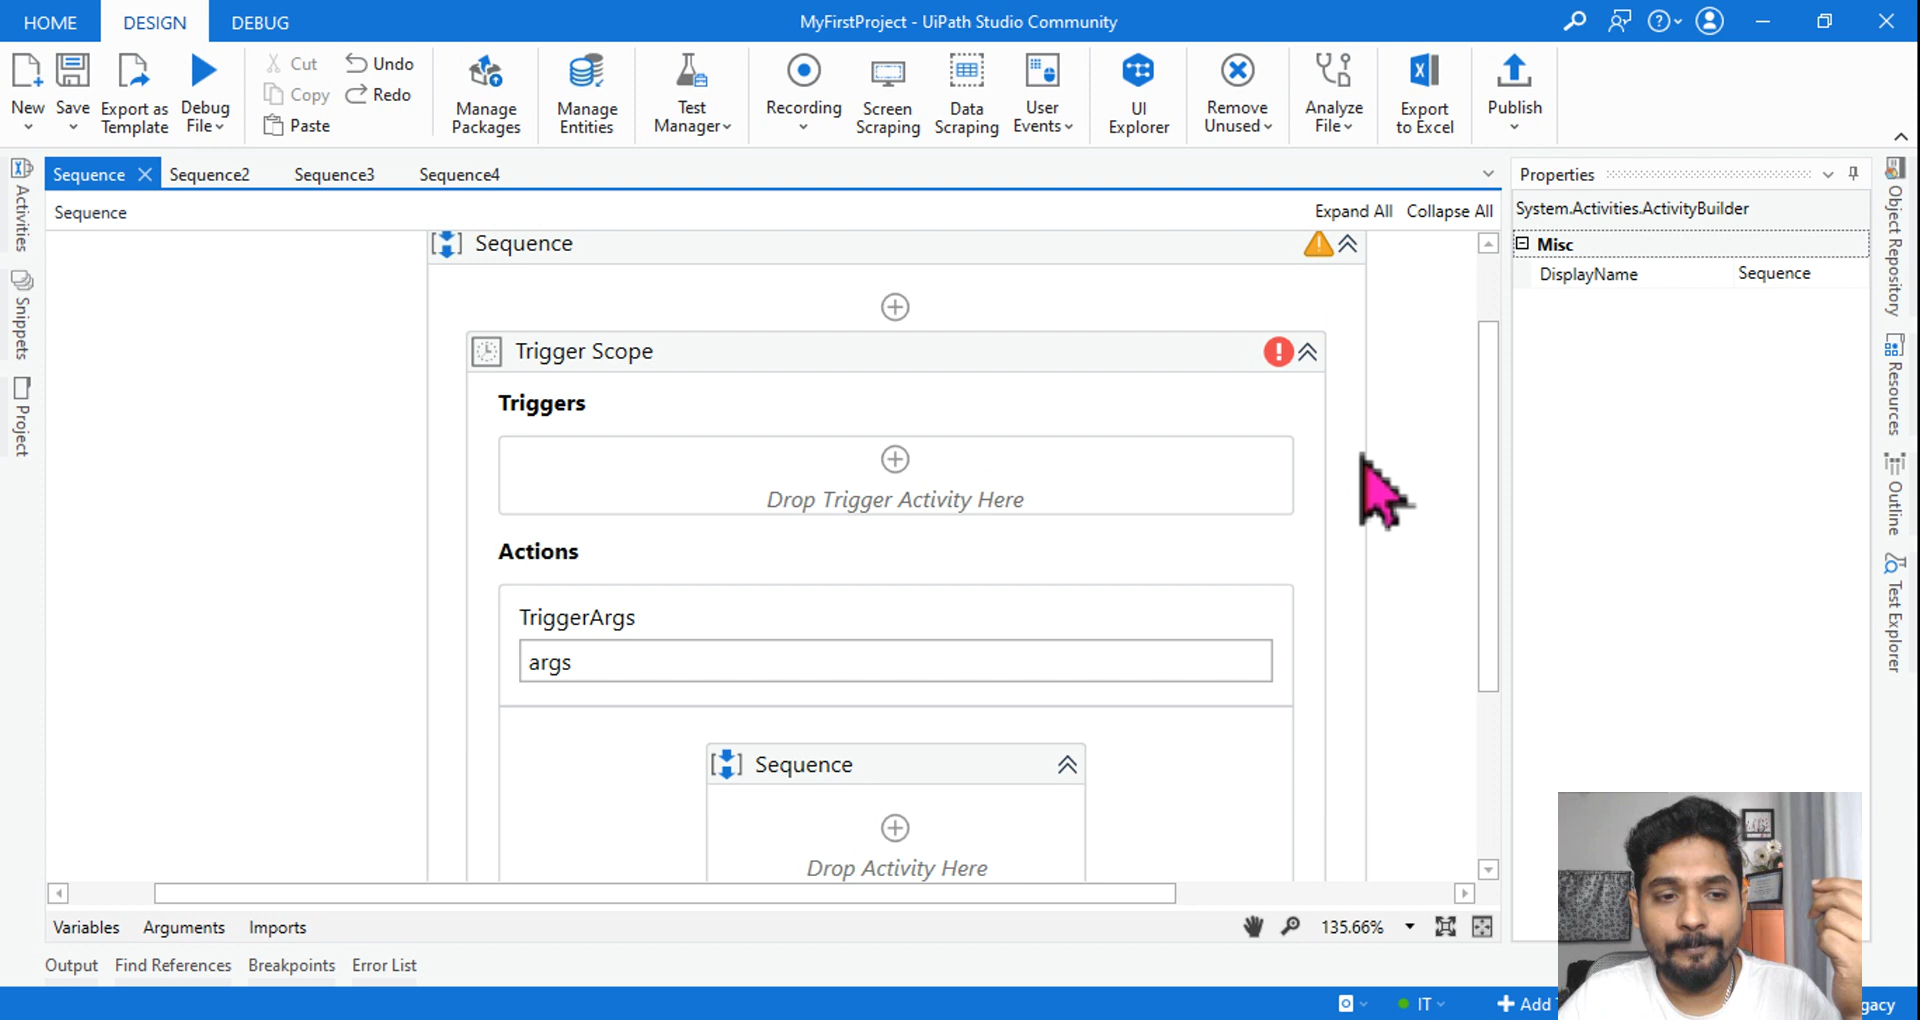 HOME DESIGN DEBUG MyFirstProject - UiPath Studio Community
New Save Export as Template Debug File
Cut Copy Paste Undo Redo
Manage Packages Manage Entities Test Manager
Recording Screen Scraping Data Scraping User Events
UI Explorer Remove Unused Analyze File Export to Excel Publish
Activities
Snippets
Project
Sequence Sequence2 Sequence3 Sequence4
Sequence Expand All Collapse All
Sequence
Trigger Scope
Triggers
Drop Trigger Activity Here
Actions
TriggerArgs
args
Sequence
Drop Activity Here
Variables Arguments Imports 135.66%
Output Find References Breakpoints Error List
Properties
System.Activities.ActivityBuilder
Misc
DisplayName Sequence
Object Repository
Resources
Outline
Test Explorer
IT Add gacy